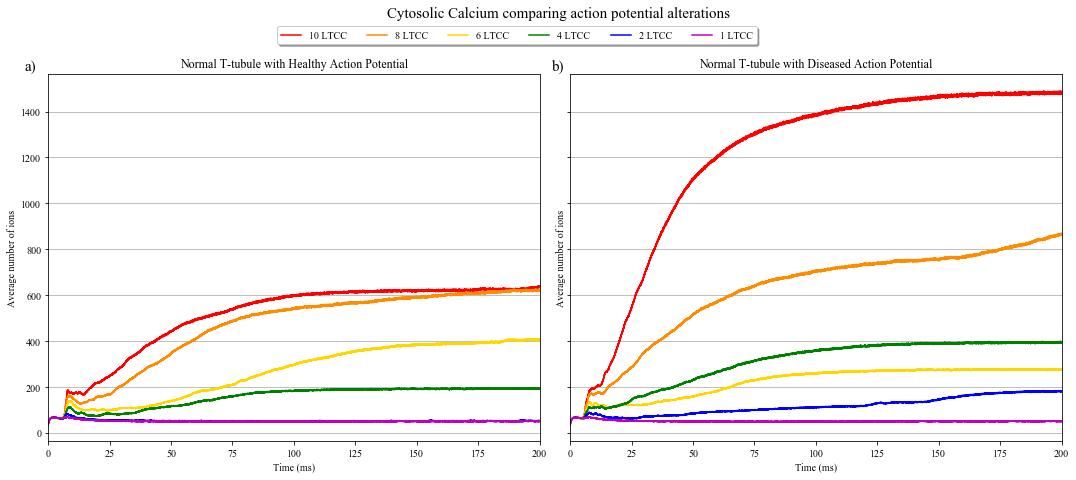 Cytosolic Calcium comparing action potential alterations
10 LTCC 8 LTCC 6 LTCC 4 LTCC 2 LTCC 1 LTCC
a) Normal T-tubule with Healthy Action Potential
Average number of ions
1400
1200
1000
800
600
400
200
0
0 25 50 75 100 125 150 175 200
Time (ms)
b) Normal T-tubule with Diseased Action Potential
Average number of ions
0 25 50 75 100 125 150 175 200
Time (ms)